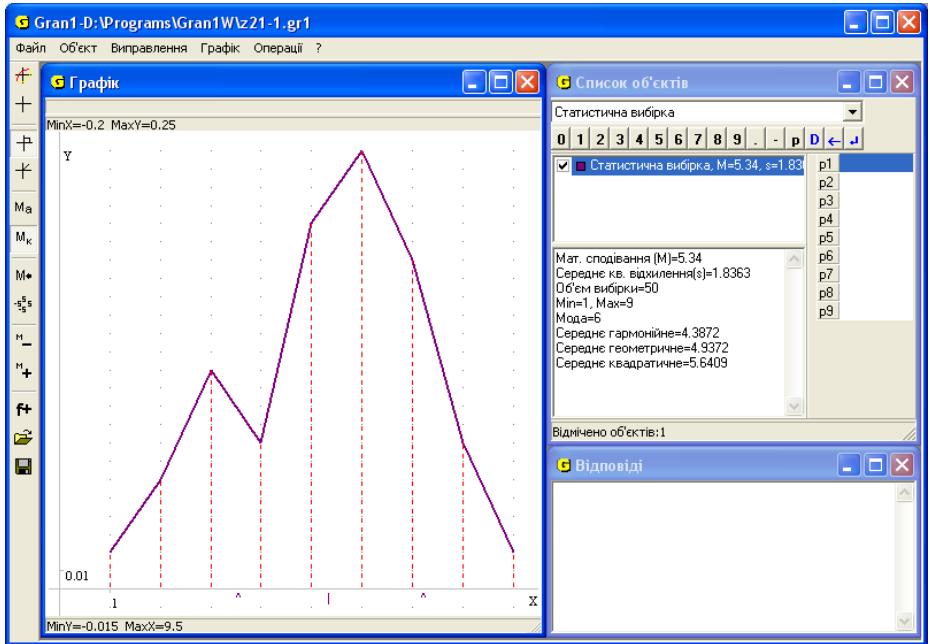 Gran1-D:\Programs\Gran1W\z21-1.gr1
Файл Об'єкт Виправлення Графік Операції ?
Графік
MinX=-0.2 MaxY=0.25
Y
0.01
.1
X
MinY=-0.015 MaxX=9.5
Ma
Mк
M
-s s s
M
M+
f+
Список об'єктів
Статистична вибірка
0 1 2 3 4 5 6 7 8 9 . - p D ← ↲
Статистична вибірка, M=5.34, s=1.83
p1
p2
p3
p4
p5
p6
p7
p8
p9
Мат. сподівання (M)=5.34
Середнє кв. відхилення(s)=1.8363
Об'єм вибірки=50
Min=1, Max=9
Мода=6
Середнє гармонійне=4.3872
Середнє геометричне=4.9372
Середнє квадратичне=5.6409
Відмічено об'єктів:1
Відповіді